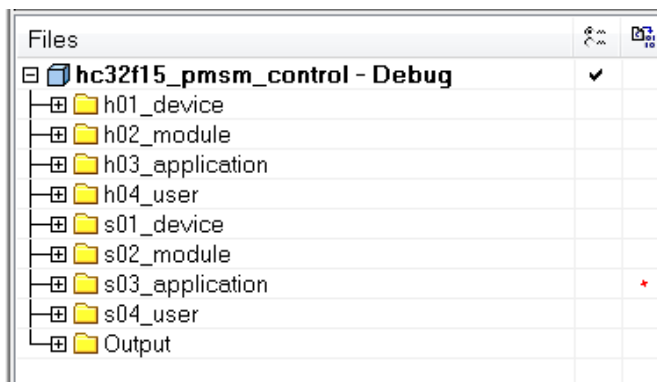 Files
hc32f15_pmsm_control - Debug
h01_device
h02_module
h03_application
h04_user
s01_device
s02_module
s03_application
s04_user
Output